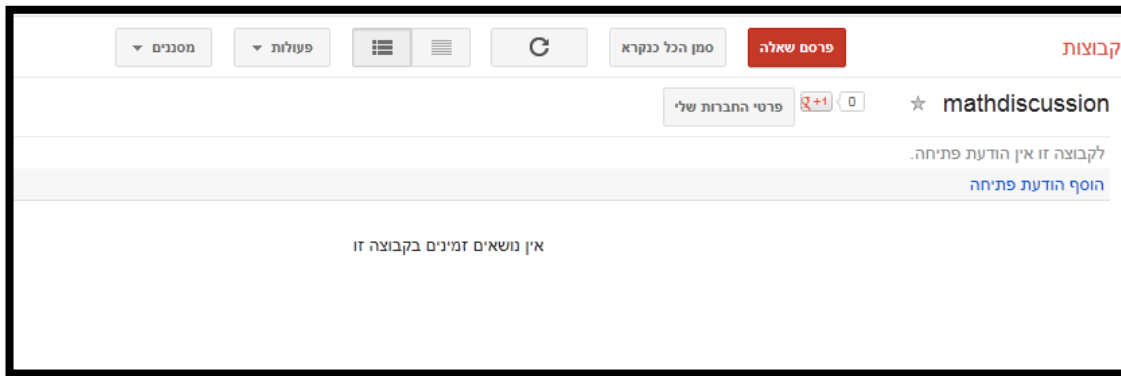 קבוצות פרסם שאלה סמן הכל כנקרא פעולות מסננים
mathdiscussion 0 +1 פרטי החברות שלי
לקבוצה זו אין הודעת פתיחה.
הוסף הודעת פתיחה
אין נושאים זמינים בקבוצה זו